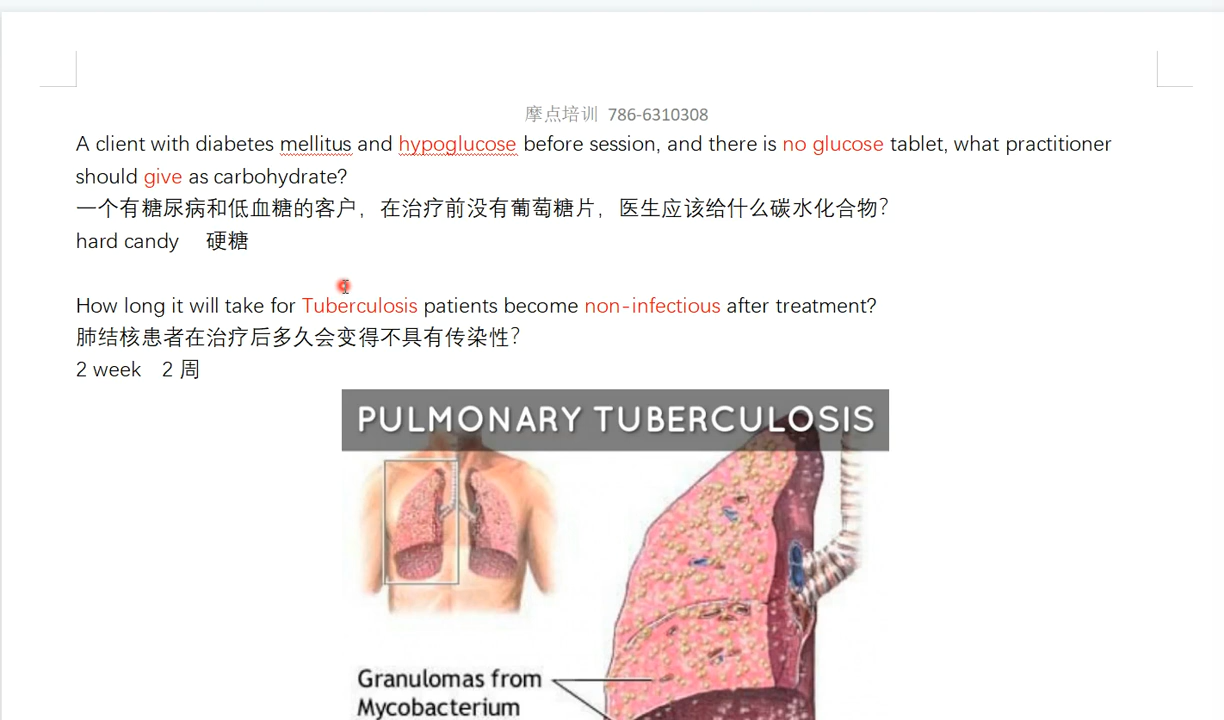 摩点培训 786-6310308
A client with diabetes mellitus and hypoglucose before session, and there is no glucose tablet, what practitioner
should give as carbohydrate?
一个有糖尿病和低血糖的客户，在治疗前没有葡萄糖片，医生应该给什么碳水化合物？
hard candy 硬糖
How long it will take for Tuberculosis patients become non-infectious after treatment?
肺结核患者在治疗后多久会变得不具有传染性？
2 week 2 周
PULMONARY TUBERCULOSIS
Granulomas from
Mycobacterium